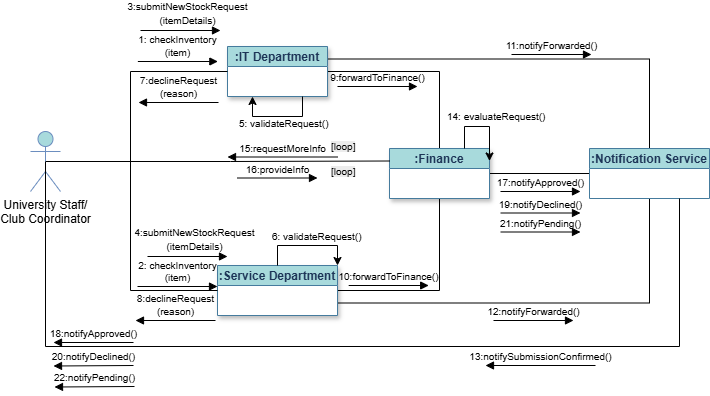 3:submitNewStockRequest
(itemDetails)
1: checkInventory
(item)
:IT Department
11:notifyForwarded()
7:declineRequest
(reason)
9:forwardToFinance()
5: validateRequest()
14: evaluateRequest()
15:requestMoreInfo [loop]
:Finance
:Notification Service
16:provideInfo [loop]
17:notifyApproved()
University Staff/
Club Coordinator
19:notifyDeclined()
21:notifyPending()
4:submitNewStockRequest
(itemDetails)
6: validateRequest()
2: checkInventory
(item)
:Service Department
10:forwardToFinance()
8:declineRequest
(reason)
12:notifyForwarded()
18:notifyApproved()
20:notifyDeclined()
13:notifySubmissionConfirmed()
22:notifyPending()